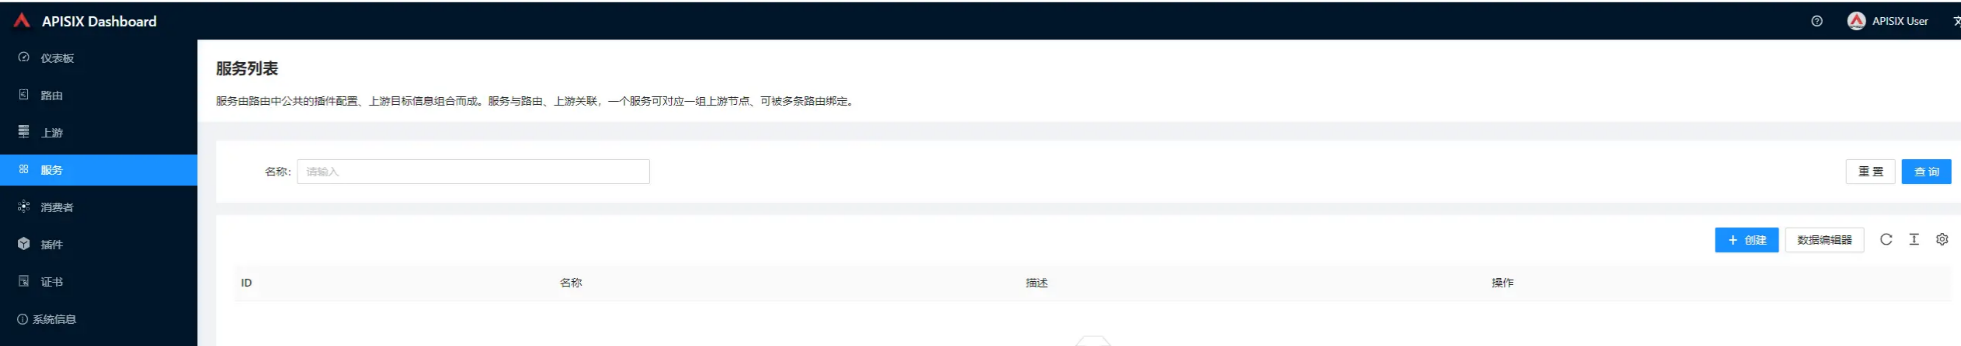 APISIX Dashboard
APISIX User
仪表板
路由
上游
服务
消费者
插件
证书
系统信息
服务列表
服务由路由中公共的插件配置、上游目标信息组合而成。服务与路由、上游关联，一个服务可对应一组上游节点、可被多条路由绑定。
名称: 请输入
重置 查询
+ 创建 数据编辑器
ID 名称 描述 操作